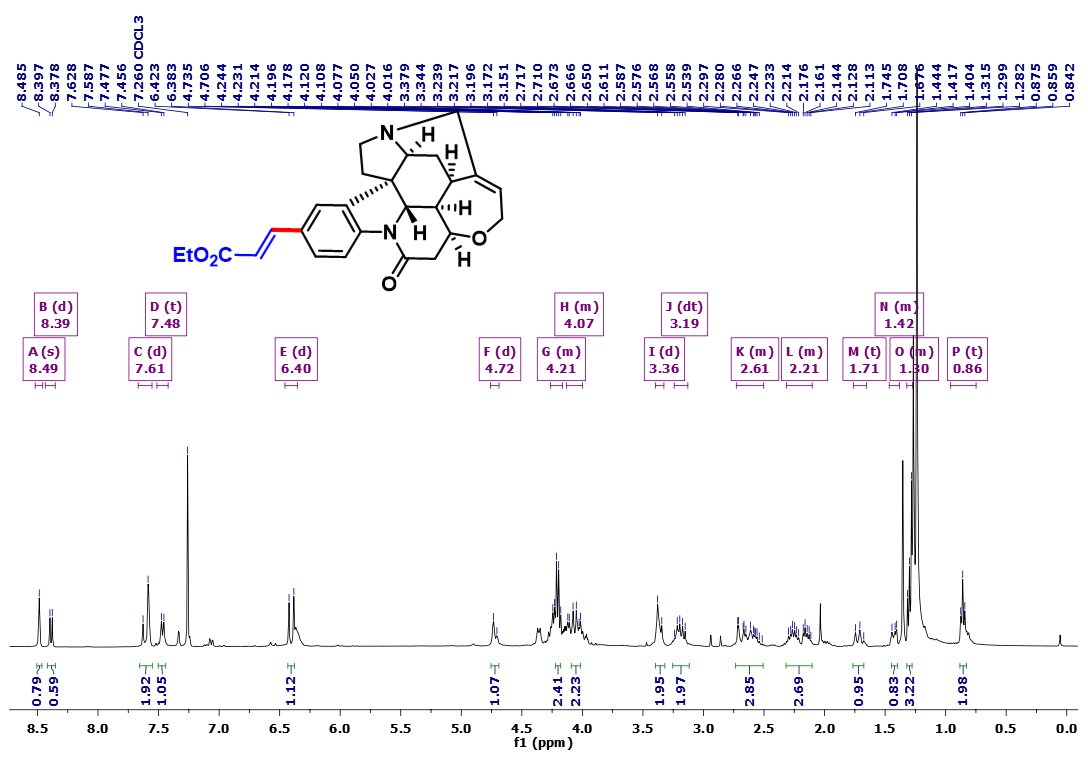 8.485 8.397 8.378 7.628 7.587 7.477 7.456 7.260 CDCL3 6.423 6.383 4.735 4.706 4.244 4.231 4.214 4.196 4.178 4.120 4.108 4.077 4.050 4.027 4.016 3.379 3.344 3.239 3.217 3.196 3.172 3.151 2.717 2.710 2.673 2.666 2.650 2.611 2.587 2.576 2.568 2.558 2.539 2.297 2.280 2.266 2.247 2.233 2.214 2.176 2.161 2.144 2.128 2.113 1.745 1.708 1.676 1.444 1.417 1.404 1.315 1.299 1.282 0.875 0.859 0.842
N H
H
H
N H
O
H
EtO2C
O
B (d) D (t) H (m) J (dt) N (m)
8.39 7.48 4.07 3.19 1.42
A (s) C (d) E (d) F (d) G (m) I (d) K (m) L (m) M (t) O (m) P (t)
8.49 7.61 6.40 4.72 4.21 3.36 2.61 2.21 1.71 1.30 0.86
0.79 0.59 1.92 1.05 1.12 1.07 2.41 2.23 1.95 1.97 2.85 2.69 0.95 0.83 3.22 1.98
8.5 8.0 7.5 7.0 6.5 6.0 5.5 5.0 4.5 4.0 3.5 3.0 2.5 2.0 1.5 1.0 0.5 0.0
f1 (ppm)